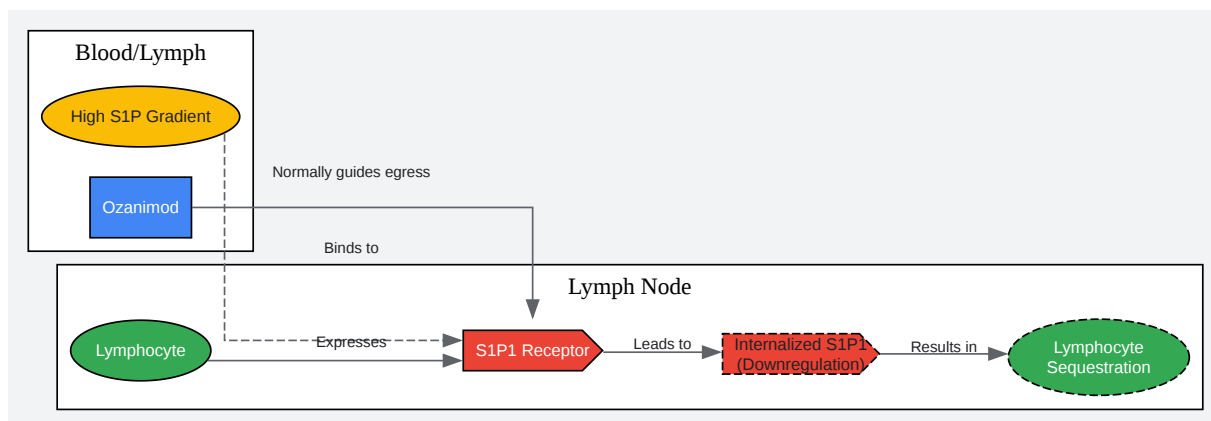 Blood/Lymph
High S1P Gradient
Normally guides egress
Ozanimod
Binds to
Lymph Node
Lymphocyte
Expresses
S1P1 Receptor
Leads to
Internalized S1P1
(Downregulation)
Results in
Lymphocyte
Sequestration